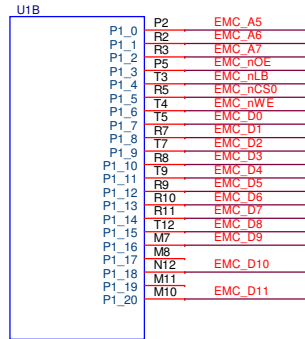 U1B
P1_0 P2 EMC_A5
P1_1 R2 EMC_A6
P1_2 R3 EMC_A7
P1_3 P5 EMC_nOE
P1_4 T3 EMC_nLB
P1_5 R5 EMC_nCS0
P1_6 T4 EMC_nWE
P1_7 T5 EMC_D0
P1_8 R7 EMC_D1
P1_9 T7 EMC_D2
P1_10 R8 EMC_D3
P1_11 T9 EMC_D4
P1_12 R9 EMC_D5
P1_13 R10 EMC_D6
P1_14 R11 EMC_D7
P1_15 T12 EMC_D8
P1_16 M7 EMC_D9
P1_17 M8
P1_18 N12 EMC_D10
P1_19 M11
P1_20 M10 EMC_D11